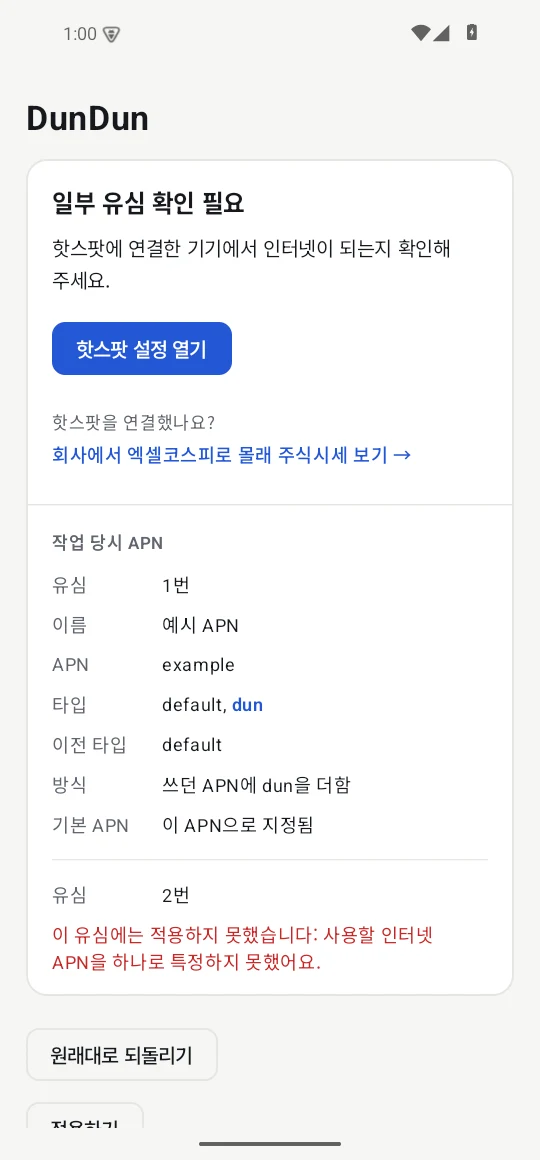 1:00
DunDun
일부 유심 확인 필요
핫스팟에 연결한 기기에서 인터넷이 되는지 확인해
주세요.
핫스팟 설정 열기
핫스팟을 연결했나요?
회사에서 엑셀코스피로 몰래 주식시세 보기 →
작업 당시 APN
유심 1번
이름 예시 APN
APN example
타입 default, dun
이전 타입 default
방식 쓰던 APN에 dun을 더함
기본 APN 이 APN으로 지정됨
유심 2번
이 유심에는 적용하지 못했습니다: 사용할 인터넷
APN을 하나로 특정하지 못했어요.
원래대로 되돌리기
적용하기